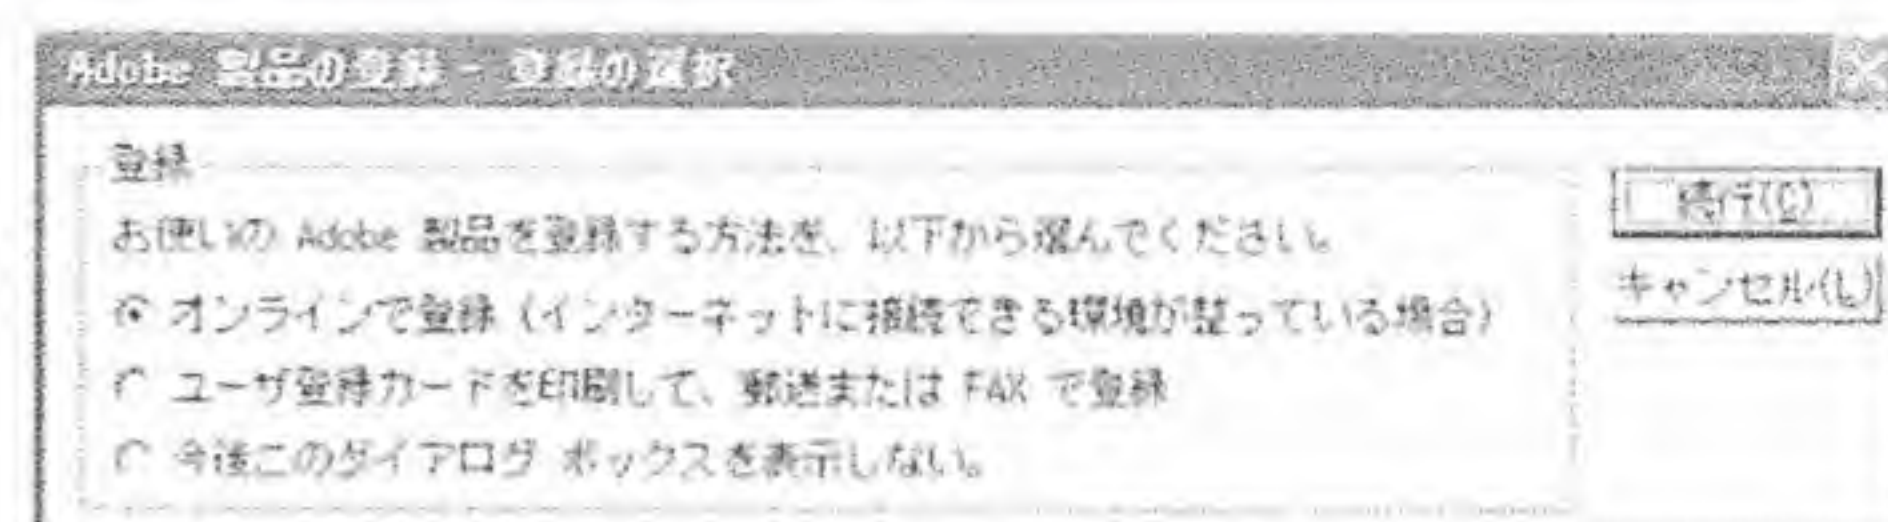 Adobe 製品の登録 - 登録の選択
登録
お使いの Adobe 製品を登録する方法を、以下から選んでください。
オンラインで登録 (インターネットに接続できる環境が整っている場合)
ユーザ登録カードを印刷して、郵送または FAX で登録
今後このダイアログ ボックスを表示しない。
続行(C)
キャンセル(L)